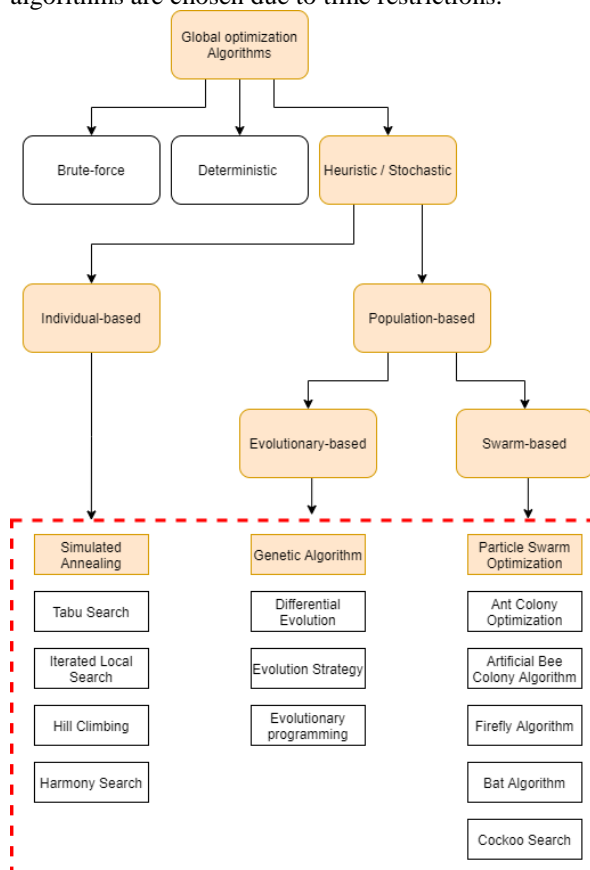 algorithms are chosen due to time restrictions.
Global optimization
Algorithms
Brute-force
Deterministic
Heuristic / Stochastic
Individual-based
Population-based
Evolutionary-based
Swarm-based
Simulated
Annealing
Tabu Search
Iterated Local
Search
Hill Climbing
Harmony Search
Genetic Algorithm
Differential
Evolution
Evolution Strategy
Evolutionary
programming
Particle Swarm
Optimization
Ant Colony
Optimization
Artificial Bee
Colony Algorithm
Firefly Algorithm
Bat Algorithm
Cockoo Search